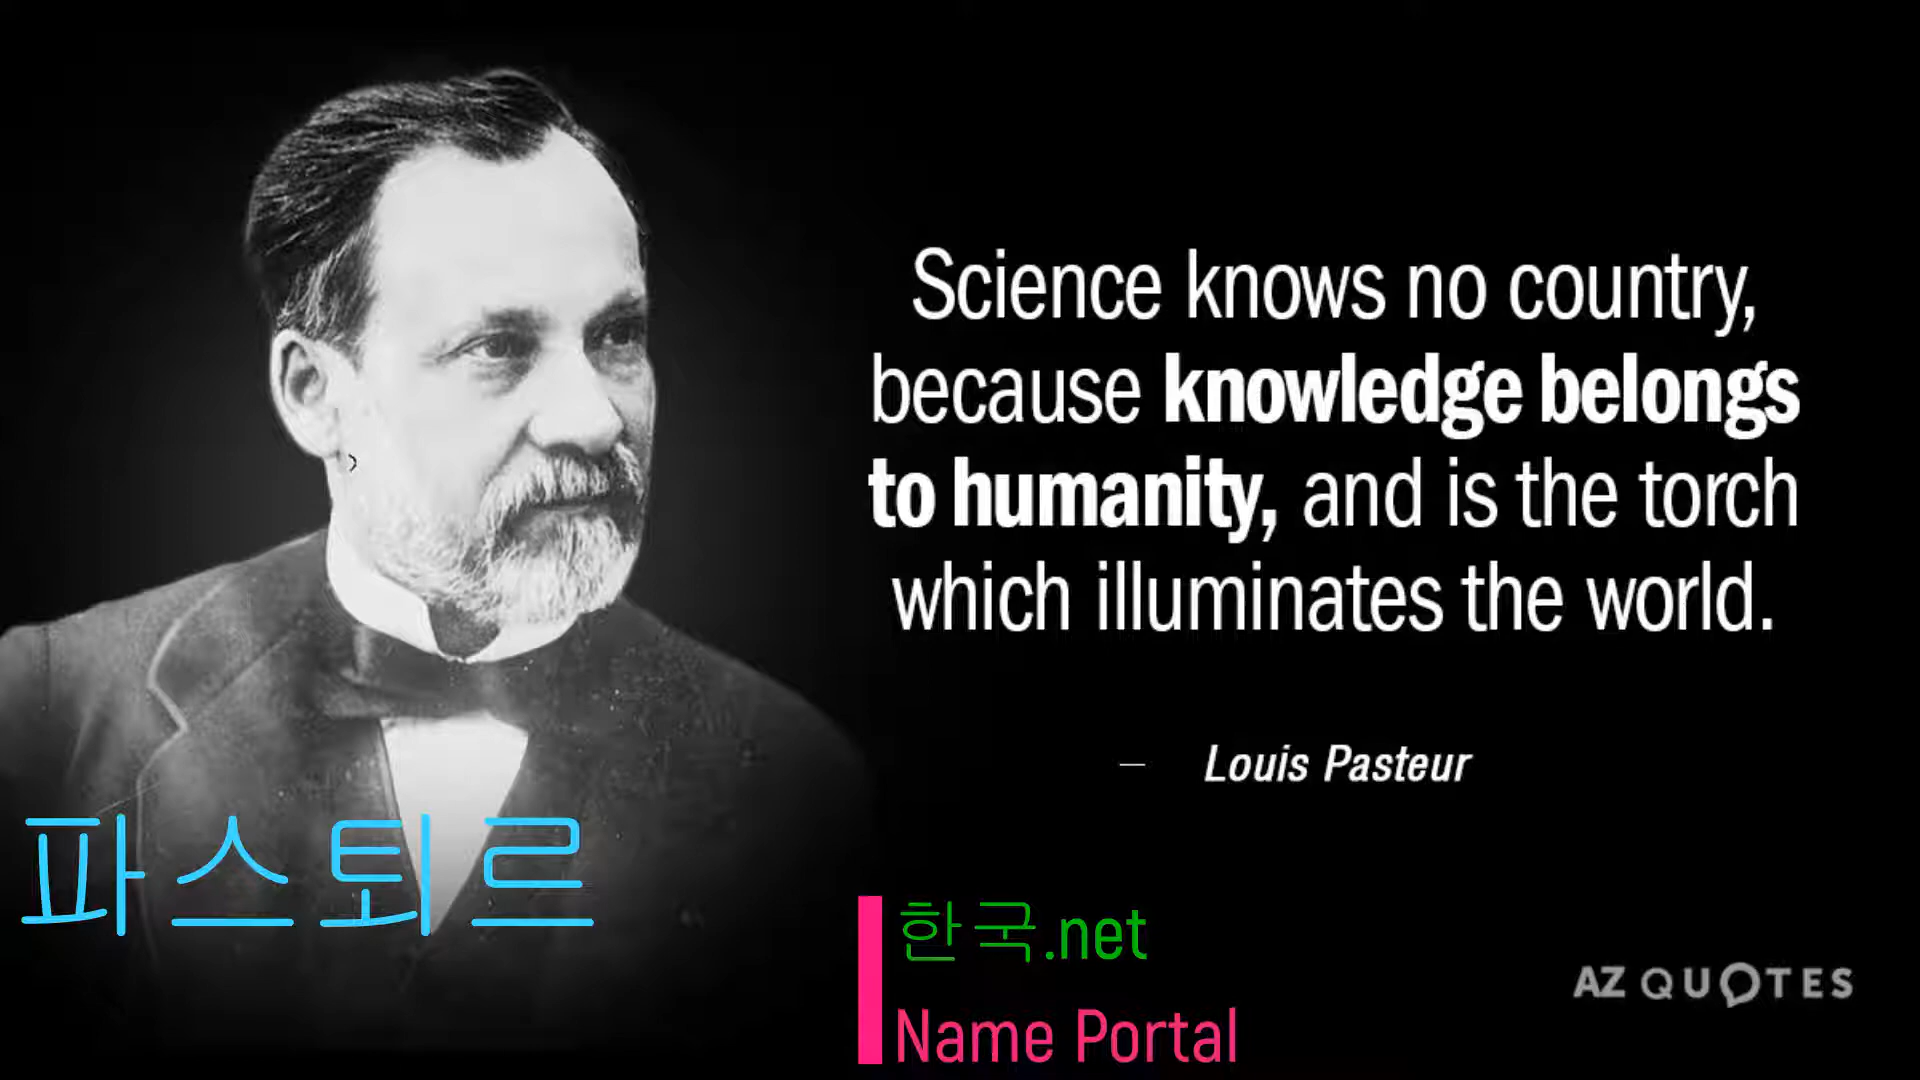 Science knows no country,
because knowledge belongs
to humanity, and is the torch
which illuminates the world.
— Louis Pasteur
파스퇴르
한국.net
Name Portal
AZ QUOTES